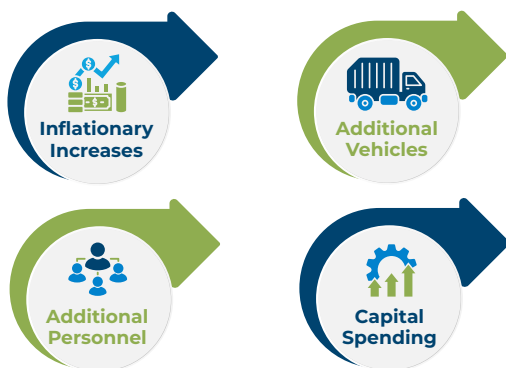 Inflationary
Increases
Additional
Vehicles
Additional
Personnel
Capital
Spending